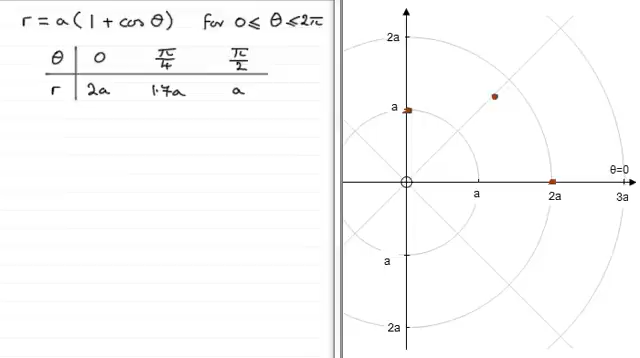 r = a ( 1 + cos θ )   for 0 ≤ θ ≤ 2π
θ | 0   π/4   π/2
r | 2a   1.7a   a
2a
a
θ=0
a   2a   3a
a
2a